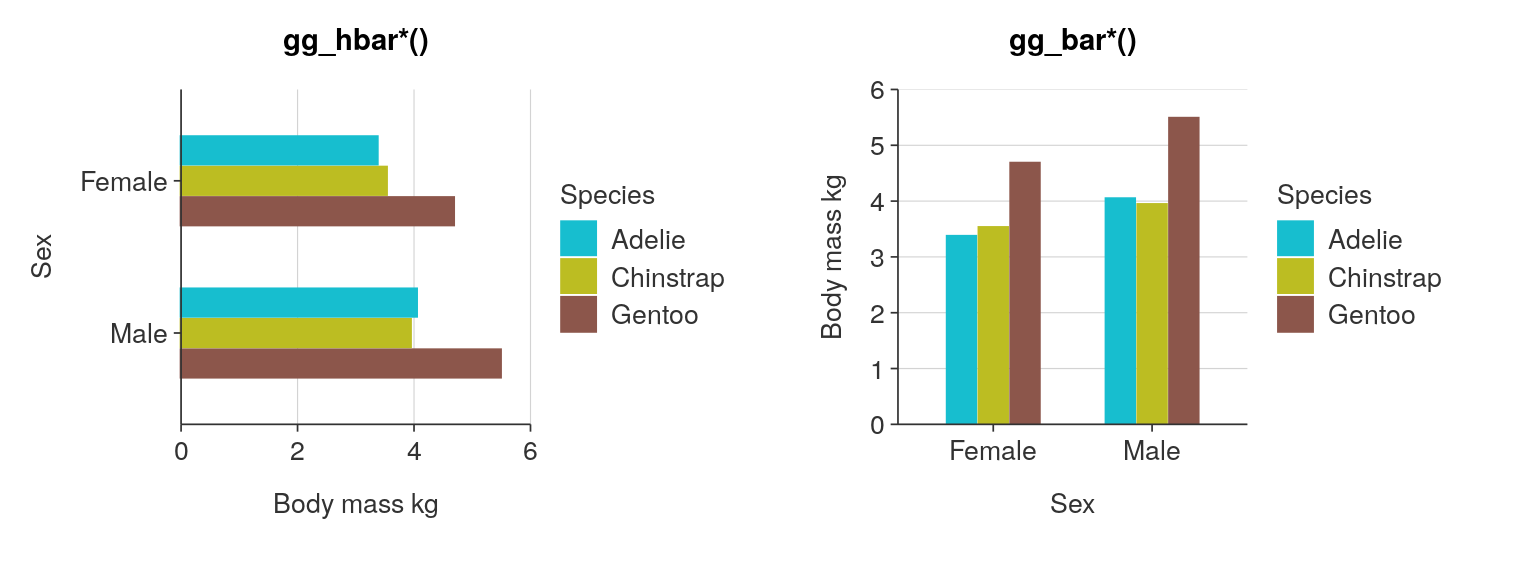 gg_hbar*()
Sex
Female
Male
0 2 4 6
Body mass kg
Species
Adelie
Chinstrap
Gentoo
gg_bar*()
Body mass kg
6
5
4
3
2
1
0
Female Male
Sex
Species
Adelie
Chinstrap
Gentoo